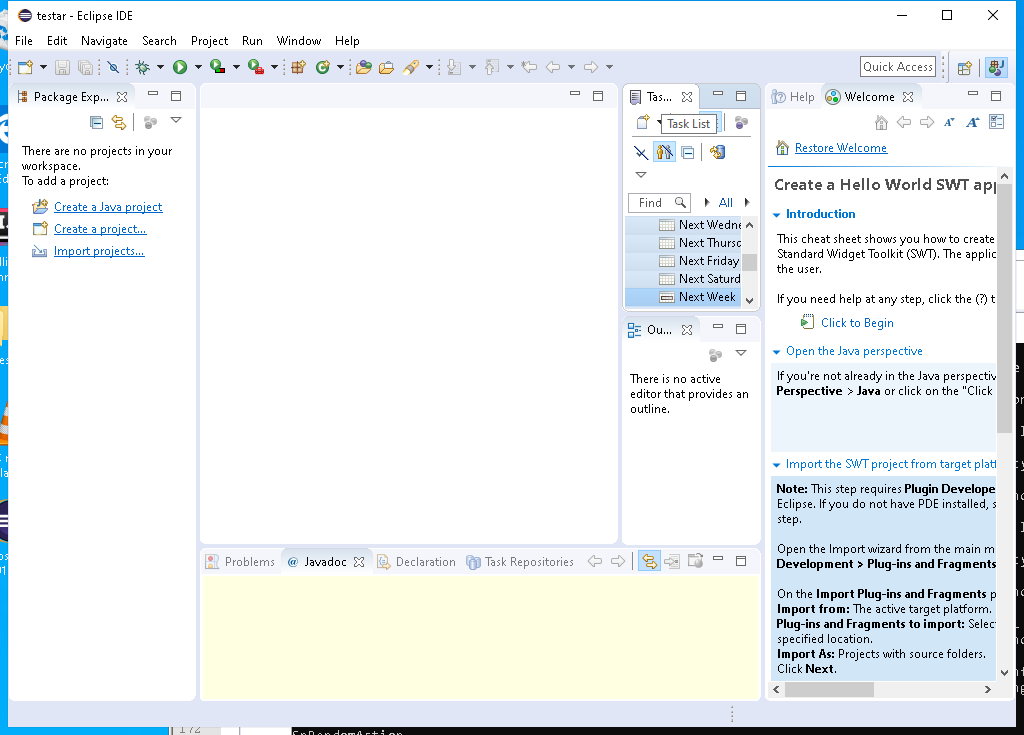 testar - Eclipse IDE
File Edit Navigate Search Project Run Window Help
Quick Access
Package Exp...
There are no projects in your
workspace.
To add a project:
Create a Java project
Create a project...
Import projects...
Tas...
Task List
Find
All
Next Wedne
Next Thursd
Next Friday
Next Saturd
Next Week
Ou...
There is no active
editor that provides an
outline.
Help Welcome
Restore Welcome
Create a Hello World SWT app
Introduction
This cheat sheet shows you how to create
Standard Widget Toolkit (SWT). The applic
the user.
If you need help at any step, click the (?) t
Click to Begin
Open the Java perspective
If you're not already in the Java perspectiv
Perspective > Java or click on the "Click
Import the SWT project from target platf
Note: This step requires Plugin Develope
Eclipse. If you do not have PDE installed, s
step.
Open the Import wizard from the main m
Development > Plug-ins and Fragments
On the Import Plug-ins and Fragments p
Import from: The active target platform.
Plug-ins and Fragments to import: Selec
specified location.
Import As: Projects with source folders.
Click Next.
Problems @ Javadoc Declaration Task Repositories
172